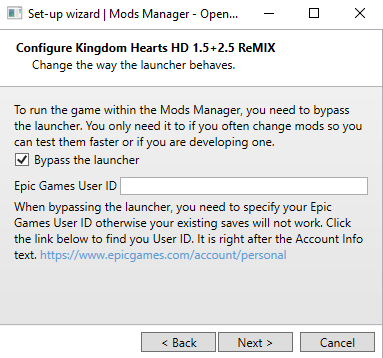 Set-up wizard | Mods Manager - Open...
Configure Kingdom Hearts HD 1.5+2.5 ReMIX
Change the way the launcher behaves.
To run the game within the Mods Manager, you need to bypass
the launcher. You only need it to if you often change mods so you
can test them faster or if you are developing one.
Bypass the launcher
Epic Games User ID
When bypassing the launcher, you need to specify your Epic
Games User ID otherwise your existing saves will not work. Click
the link below to find you User ID. It is right after the Account Info
text. https://www.epicgames.com/account/personal
< Back Next > Cancel